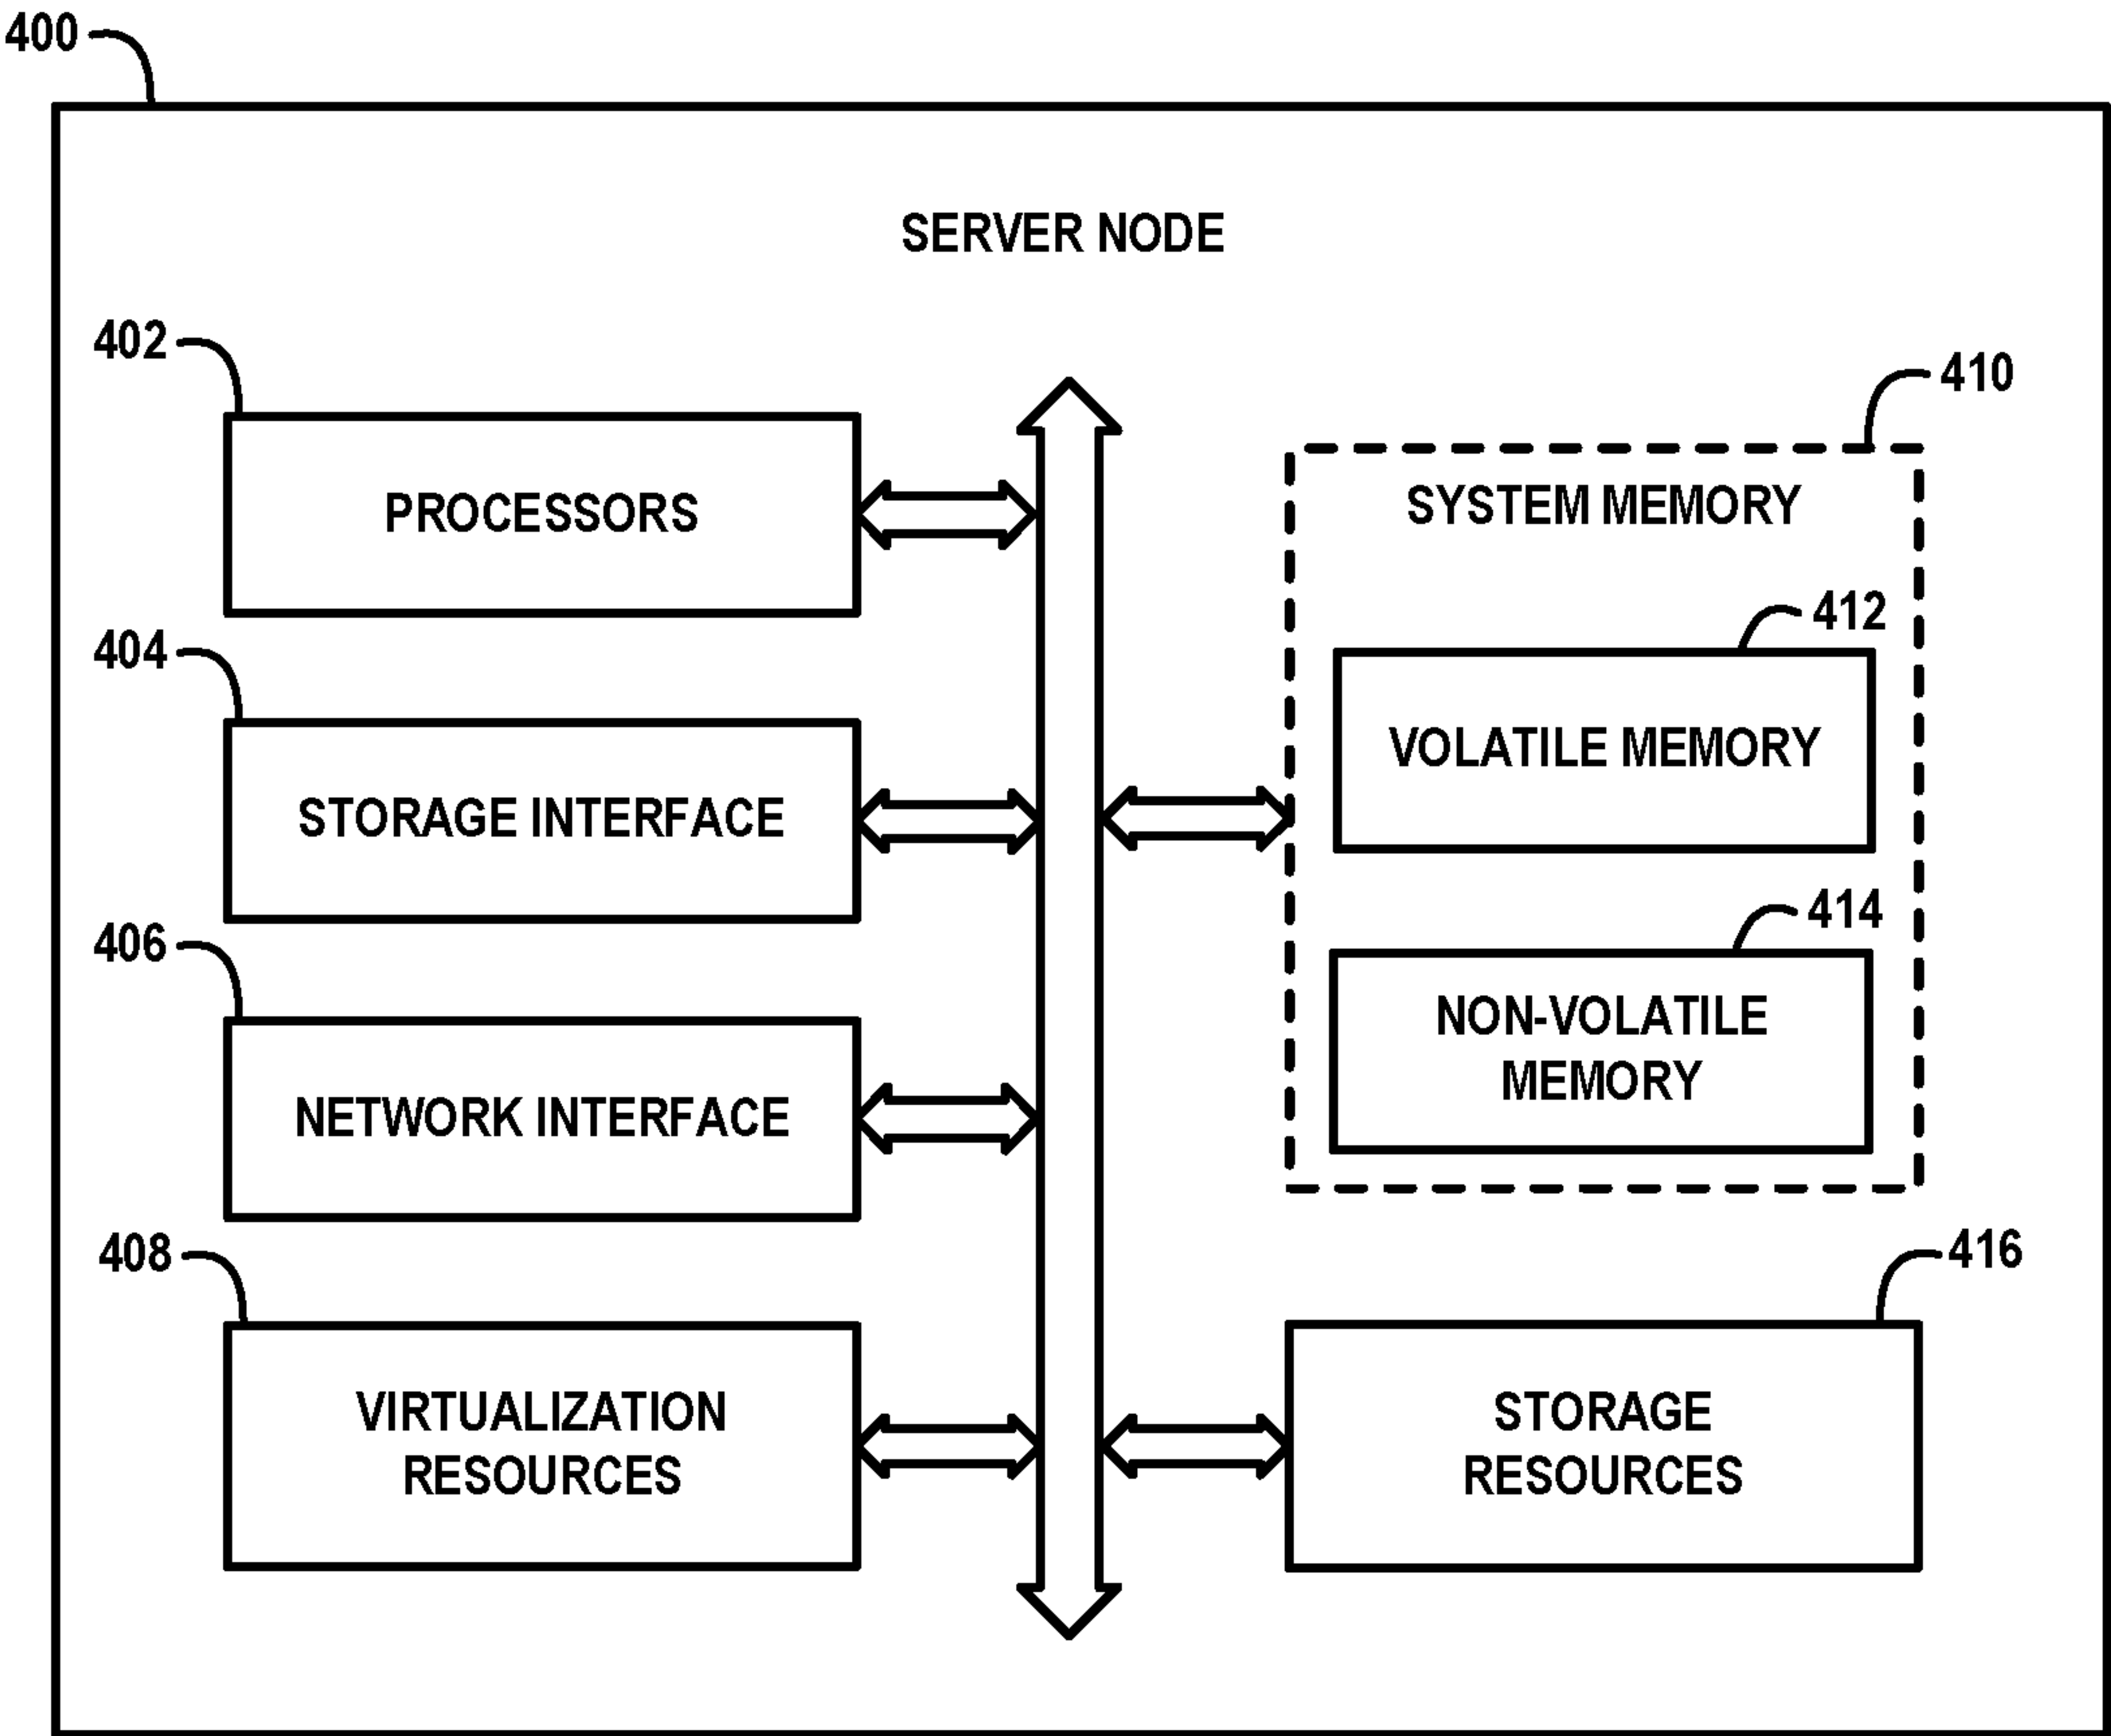 400
SERVER NODE
402
PROCESSORS
404
STORAGE INTERFACE
406
NETWORK INTERFACE
408
VIRTUALIZATION
RESOURCES
410
SYSTEM MEMORY
412
VOLATILE MEMORY
414
NON-VOLATILE
MEMORY
416
STORAGE
RESOURCES